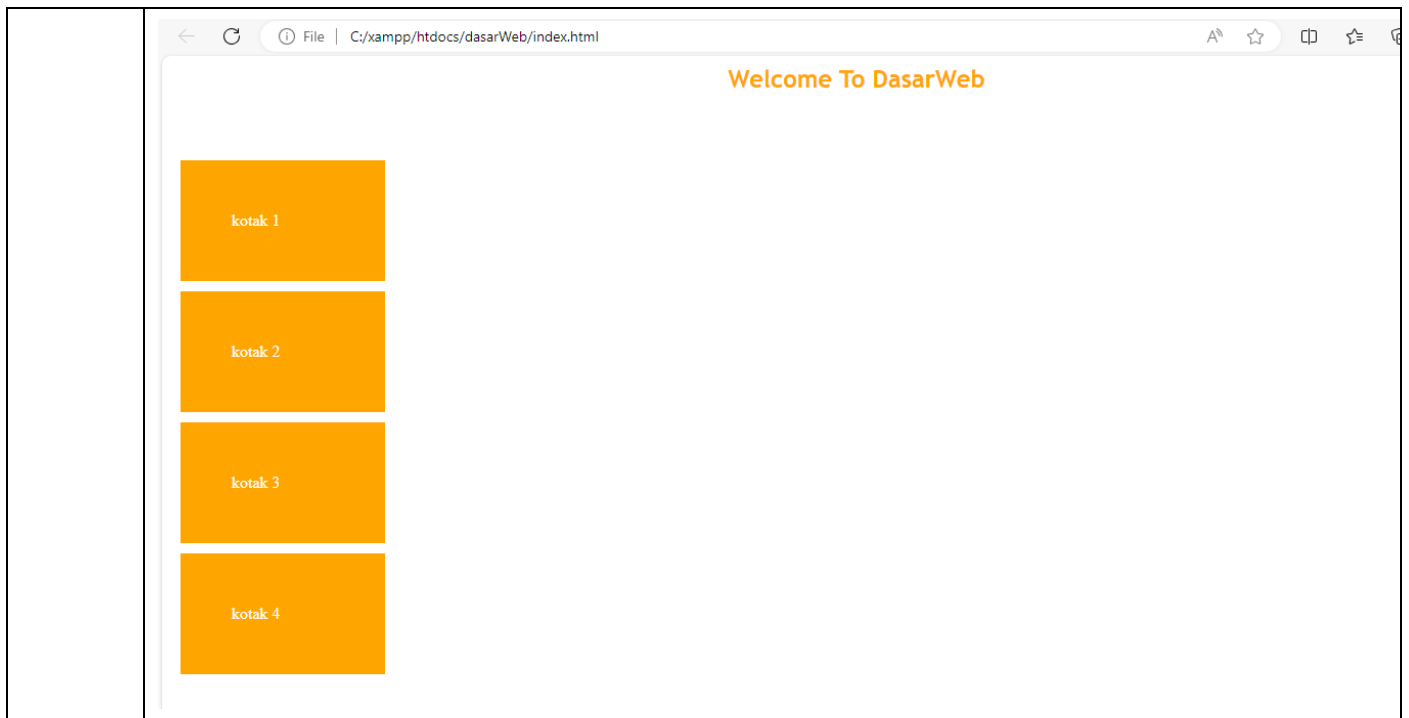 File | C:/xampp/htdocs/dasarWeb/index.html
Welcome To DasarWeb
kotak 1
kotak 2
kotak 3
kotak 4